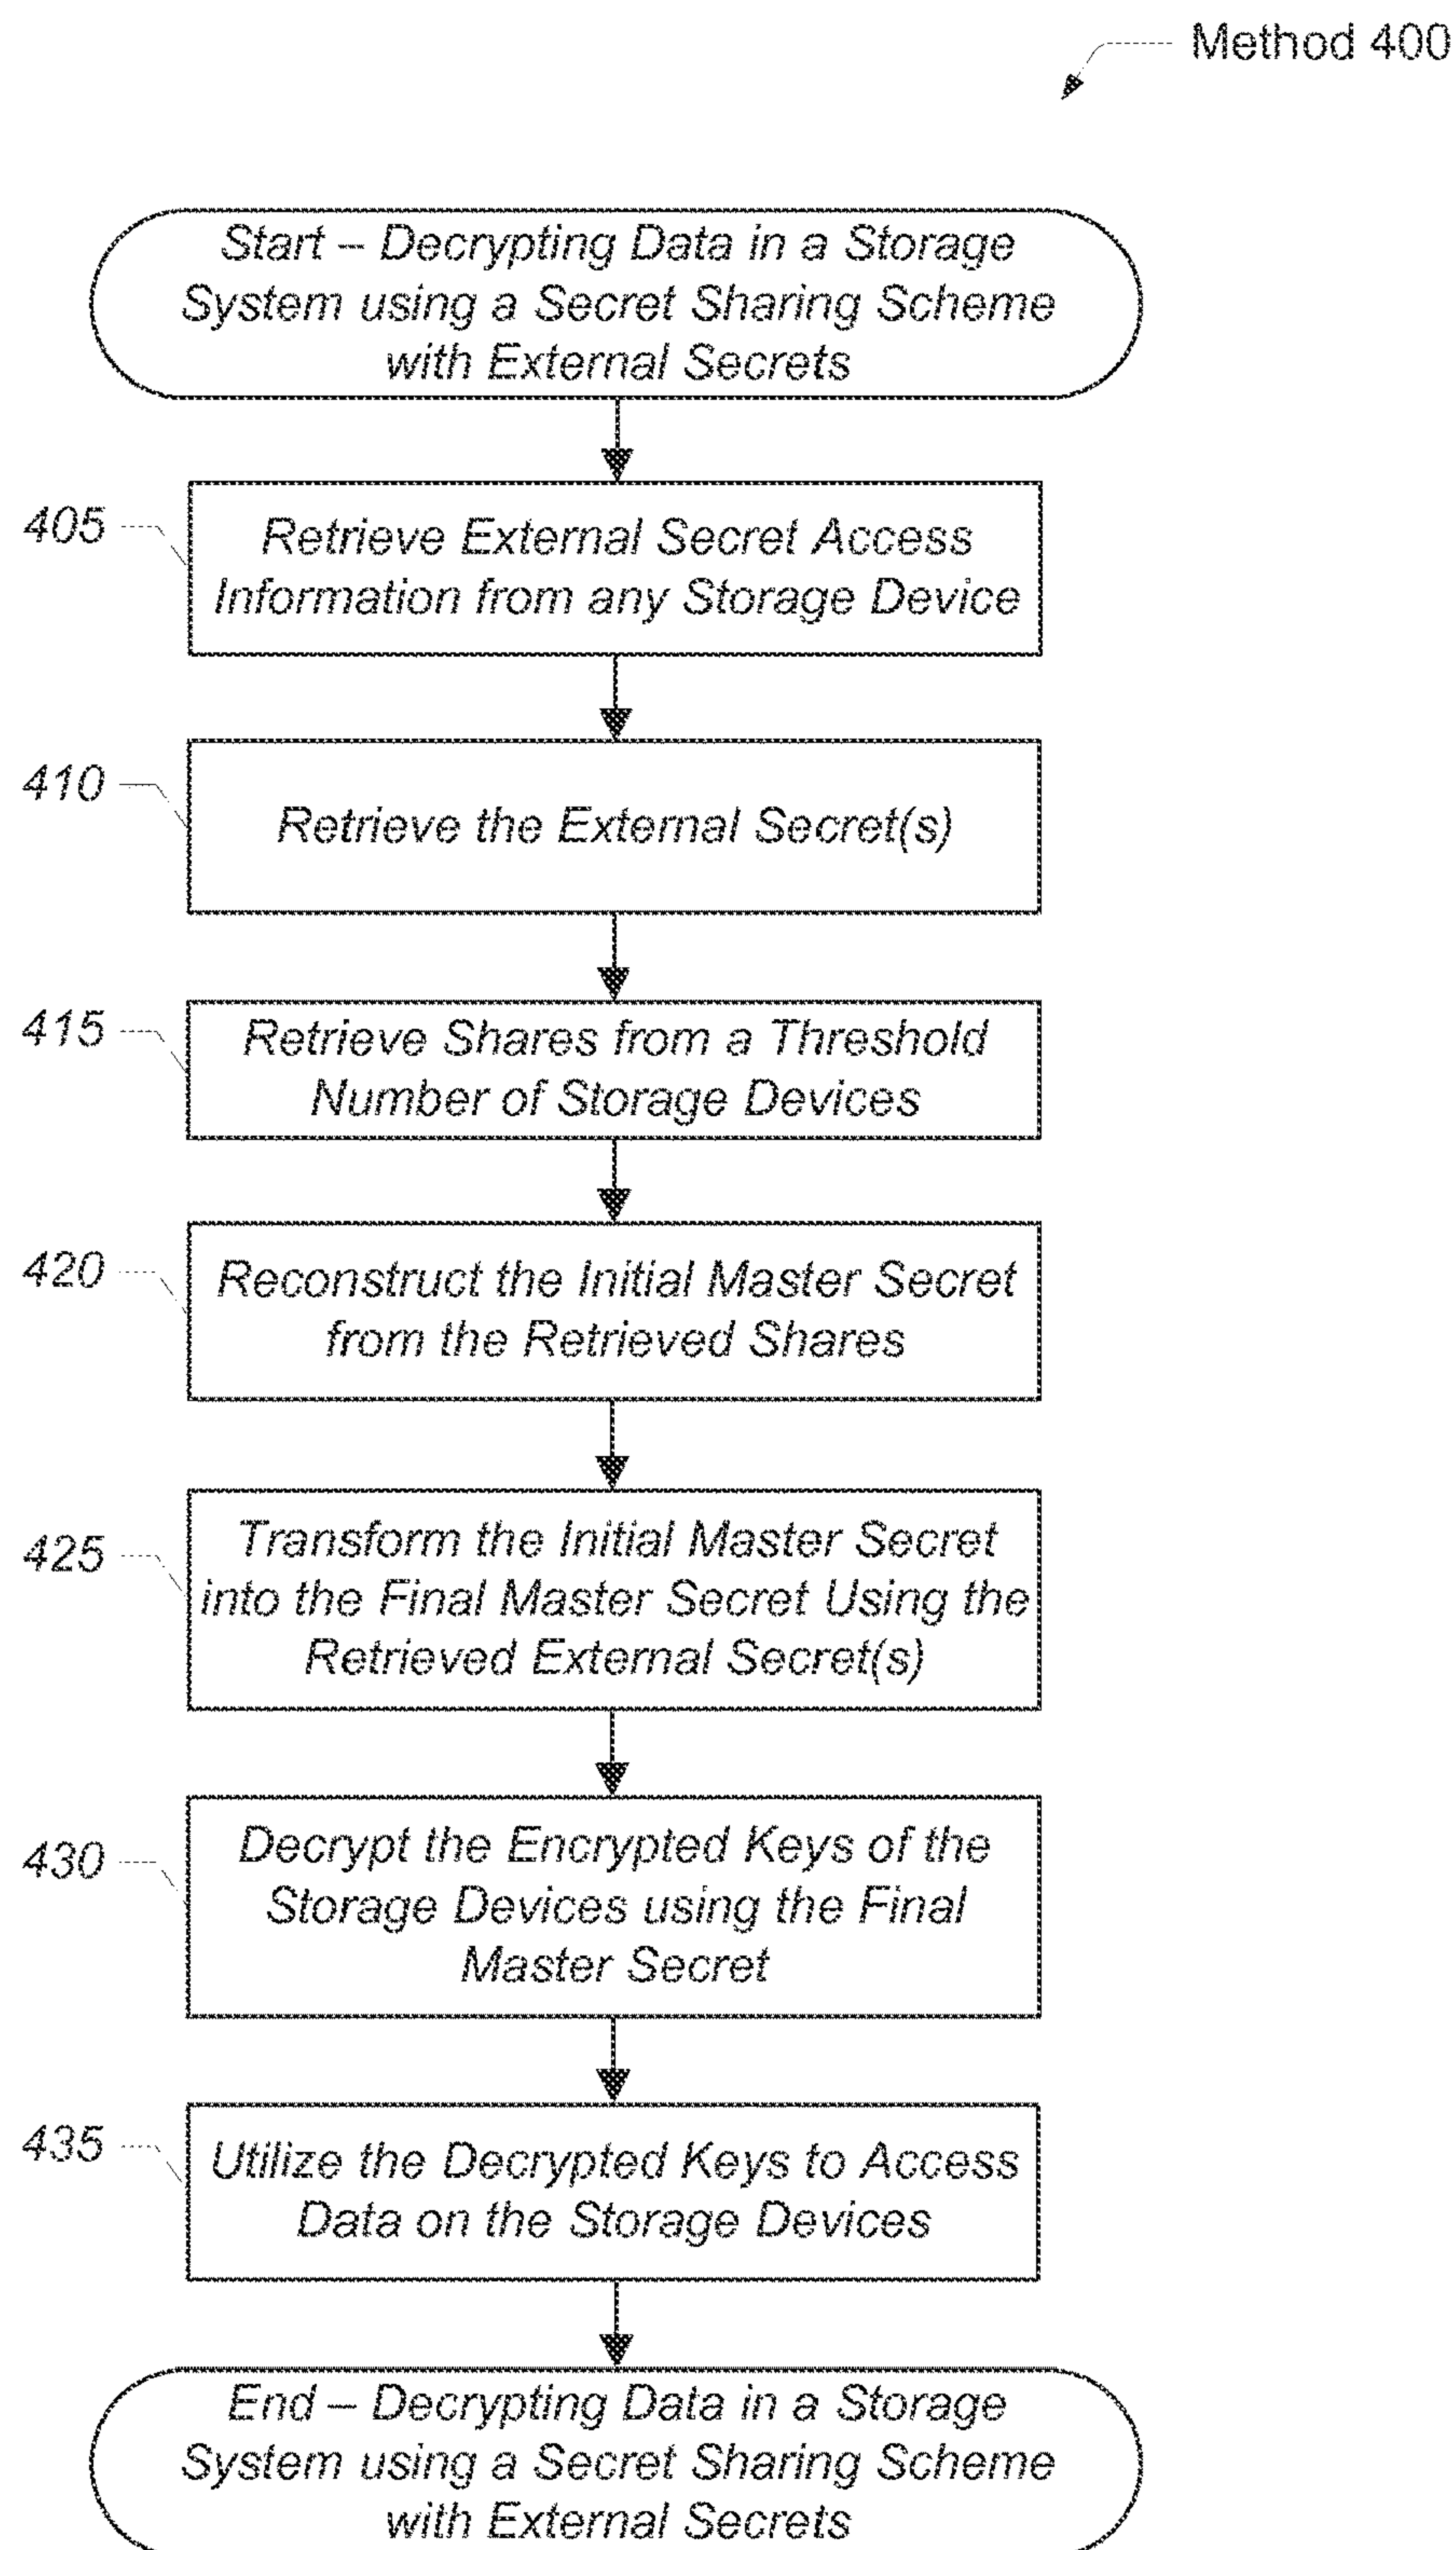 Method 400
Start – Decrypting Data in a Storage
System using a Secret Sharing Scheme
with External Secrets
405
Retrieve External Secret Access
Information from any Storage Device
410
Retrieve the External Secret(s)
415
Retrieve Shares from a Threshold
Number of Storage Devices
420
Reconstruct the Initial Master Secret
from the Retrieved Shares
425
Transform the Initial Master Secret
into the Final Master Secret Using the
Retrieved External Secret(s)
430
Decrypt the Encrypted Keys of the
Storage Devices using the Final
Master Secret
435
Utilize the Decrypted Keys to Access
Data on the Storage Devices
End – Decrypting Data in a Storage
System using a Secret Sharing Scheme
with External Secrets